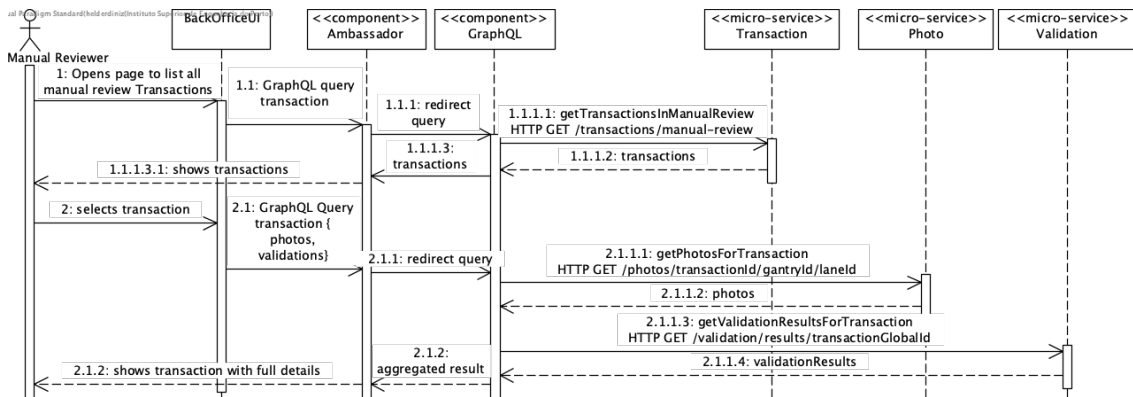 BackOfficeUI
<<component>>
Ambassador
<<component>>
GraphQL
<<micro-service>>
Transaction
<<micro-service>>
Photo
<<micro-service>>
Validation
Manual Reviewer
1: Opens page to list all
manual review Transactions
1.1: GraphQL query
transaction
1.1.1: redirect
query
1.1.1.1: getTransactionsInManualReview
HTTP GET /transactions/manual-review
1.1.1.2: transactions
1.1.1.3:
transactions
1.1.1.3.1: shows transactions
2: selects transaction
2.1: GraphQL Query
transaction {
photos,
validations}
2.1.1: redirect query
2.1.1.1: getPhotosForTransaction
HTTP GET /photos/transactionId/gantryId/laneId
2.1.1.2: photos
2.1.1.3: getValidationResultsForTransaction
HTTP GET /validation/results/transactionGlobalId
2.1.1.4: validationResults
2.1.2:
aggregated result
2.1.2: shows transaction with full details